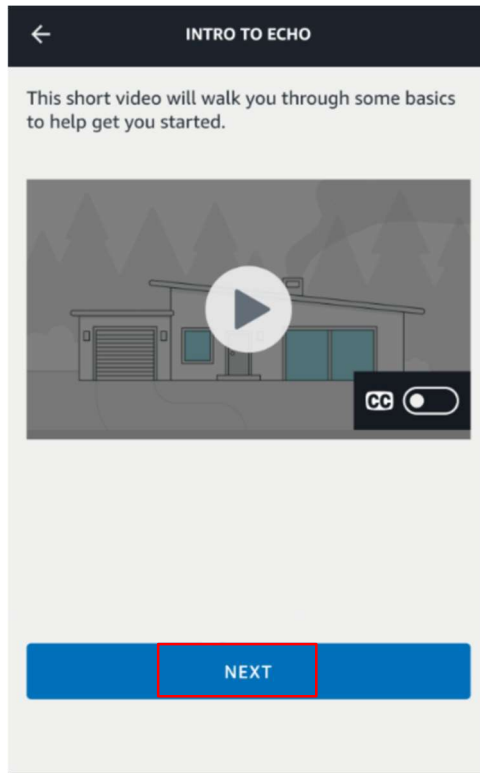 INTRO TO ECHO
This short video will walk you through some basics
to help get you started.
CC
NEXT